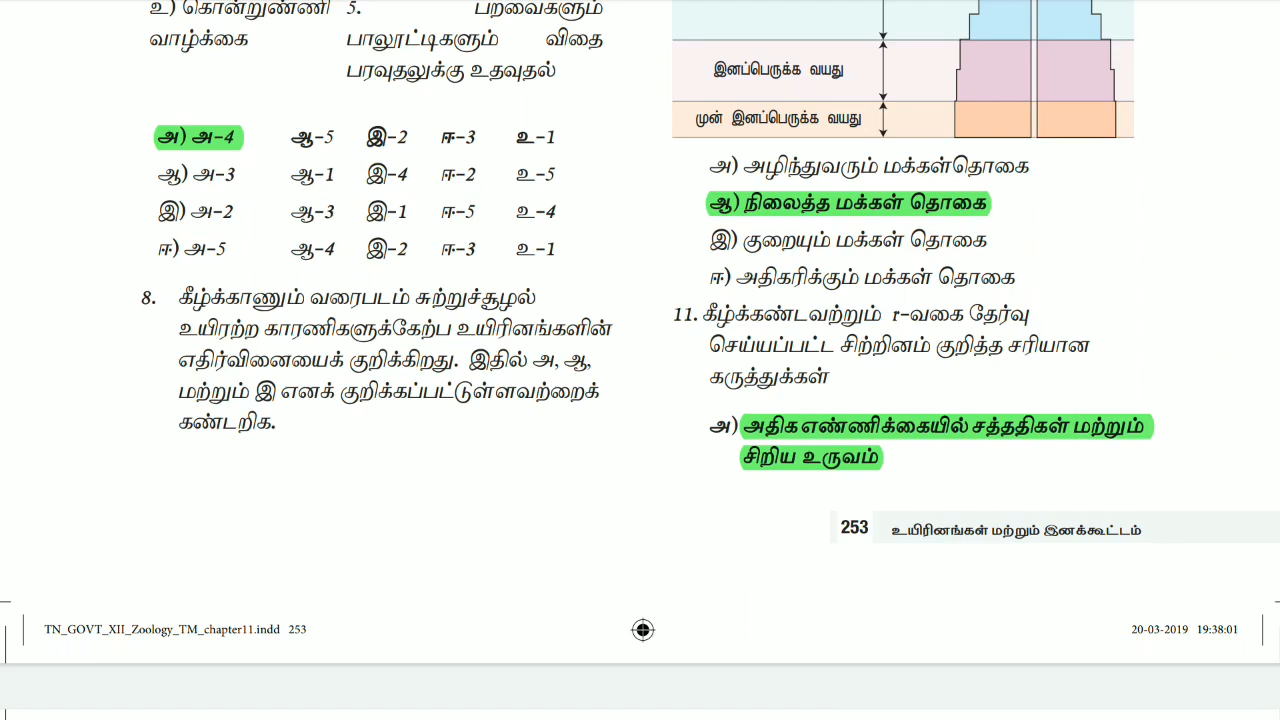 உ) கொன்றுண்ணி 5. பறவைகளும்
வாழ்க்கை பாலூட்டிகளும் விதை
பரவுதலுக்கு உதவுதல்
அ) அ-4 ஆ-5 இ-2 ஈ-3 உ-1
ஆ) அ-3 ஆ-1 இ-4 ஈ-2 உ-5
இ) அ-2 ஆ-3 இ-1 ஈ-5 உ-4
ஈ) அ-5 ஆ-4 இ-2 ஈ-3 உ-1
8. கீழ்க்காணும் வரைபடம் சுற்றுச்சூழல்
உயிரற்ற காரணிகளுக்கேற்ப உயிரினங்களின்
எதிர்வினையைக் குறிக்கிறது. இதில் அ, ஆ,
மற்றும் இ எனக் குறிக்கப்பட்டுள்ளவற்றைக்
கண்டறிக.
இனப்பெருக்க வயது
முன் இனப்பெருக்க வயது
அ) அழிந்துவரும் மக்கள்தொகை
ஆ) நிலைத்த மக்கள் தொகை
இ) குறையும் மக்கள் தொகை
ஈ) அதிகரிக்கும் மக்கள் தொகை
11. கீழ்க்கண்டவற்றும் r-வகை தேர்வு
செய்யப்பட்ட சிற்றினம் குறித்த சரியான
கருத்துக்கள்
அ) அதிக எண்ணிக்கையில் சத்ததிகள் மற்றும்
சிறிய உருவம்
253 உயிரினங்கள் மற்றும் இனக்கூட்டம்
TN_GOVT_XII_Zoology_TM_chapter11.indd 253 20-03-2019 19:38:01